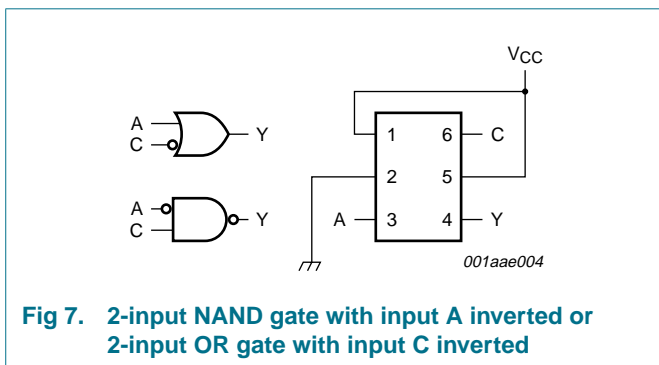 VCC
A
C
Y
A
C
Y
1 6 C
2 5
A 3 4 Y
001aae004
Fig 7. 2-input NAND gate with input A inverted or
2-input OR gate with input C inverted